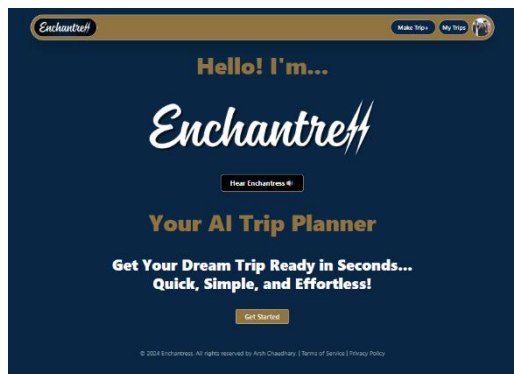 Enchantress
Make Trip+ My Trips
Hello! I'm...
Enchantress
Hear Enchantress
Your AI Trip Planner
Get Your Dream Trip Ready in Seconds...
Quick, Simple, and Effortless!
Get Started
© 2024 Enchantress. All rights reserved by Arsh Chaudhary. | Terms of Service | Privacy Policy